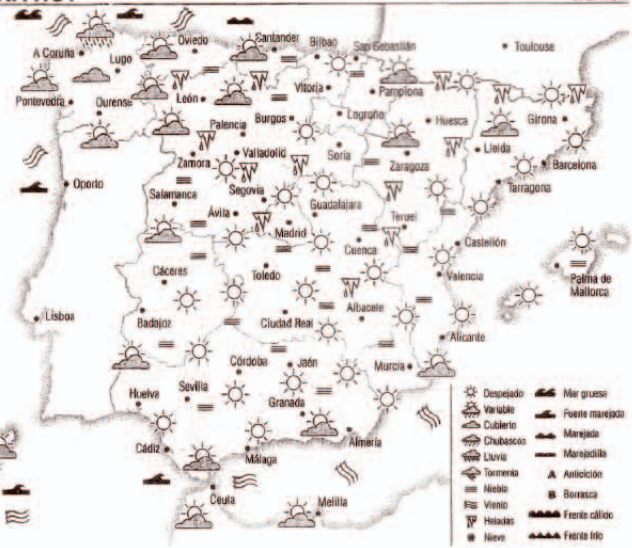 A Coruña
Lugo
Oviedo
Santander
Bilbao
San Sebastián
Toulouse
Pontevedra
Ourense
León
Vitoria
Pamplona
Palencia
Burgos
Logroño
Huesca
Girona
Zamora
Valladolid
Soria
Zaragoza
Lleida
Barcelona
Oporto
Salamanca
Segovia
Tarragona
Ávila
Guadalajara
Madrid
Teruel
Cuenca
Castellón
Cáceres
Toledo
Valencia
Palma de
Mallorca
Lisboa
Badajoz
Ciudad Real
Albacete
Alicante
Córdoba
Jaén
Murcia
Huelva
Sevilla
Granada
Cádiz
Málaga
Almería
Ceuta
Melilla
Despejado
Variable
Cubierto
Chubascos
Lluvia
Tormenta
Niebla
Viento
Heladas
Nieve
Mar gruesa
Fuerte marejada
Marejada
Marejadilla
A Anticiclón
B Borrasca
Frente cálido
Frente frío